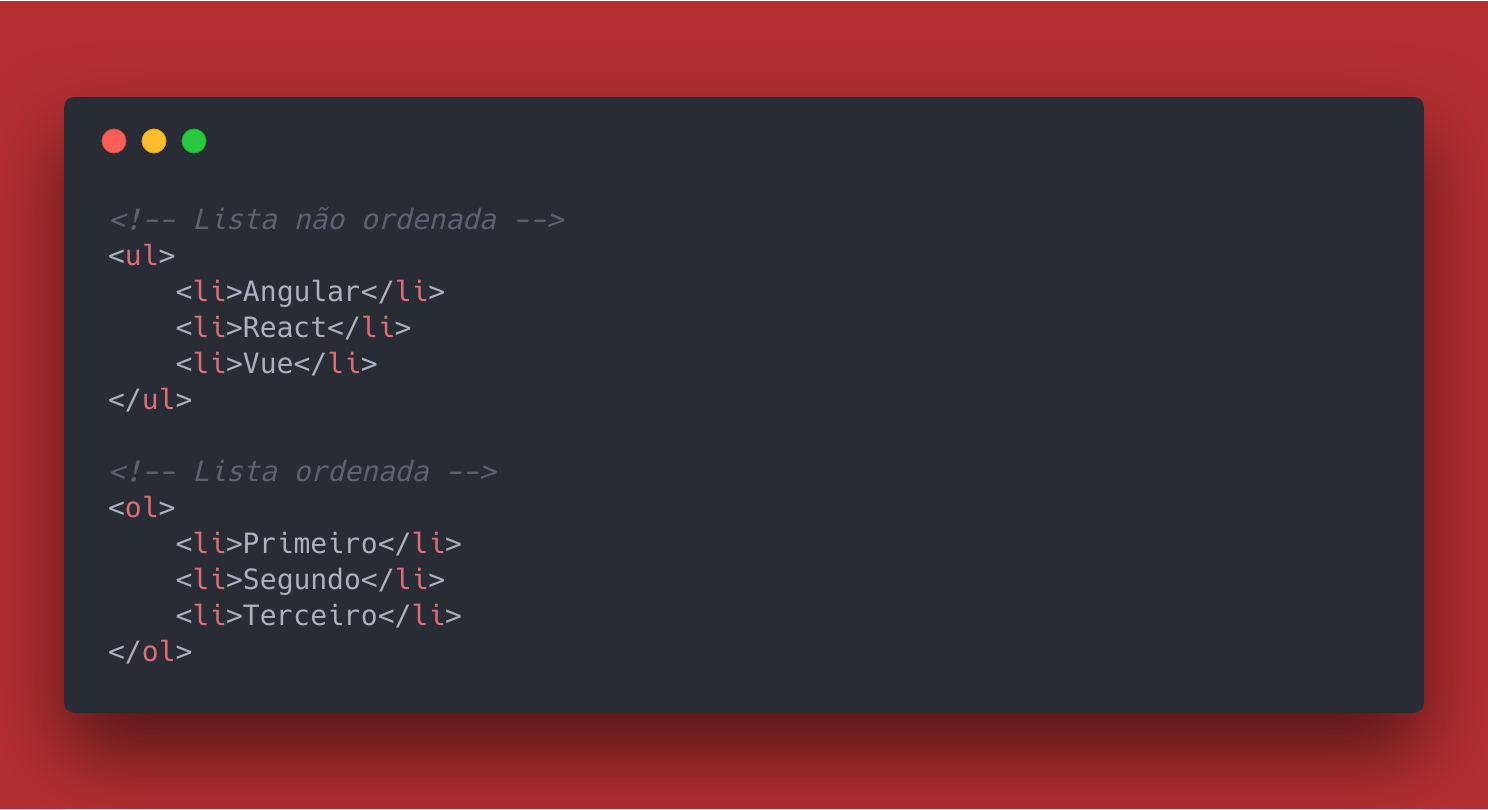 <!-- Lista não ordenada -->
<ul>
    <li>Angular</li>
    <li>React</li>
    <li>Vue</li>
</ul>

<!-- Lista ordenada -->
<ol>
    <li>Primeiro</li>
    <li>Segundo</li>
    <li>Terceiro</li>
</ol>